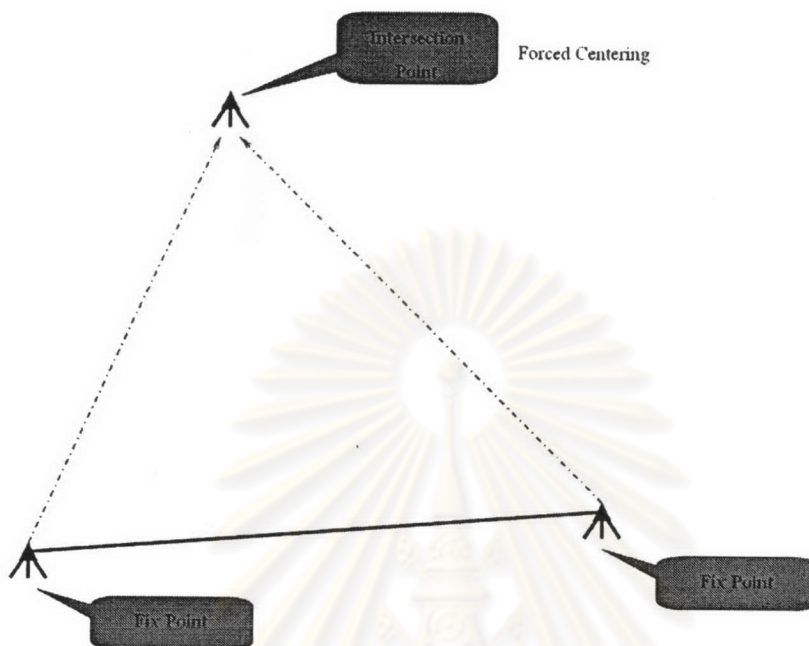 Intersection
Point
Forced Centering
Fix Point
Fix Point